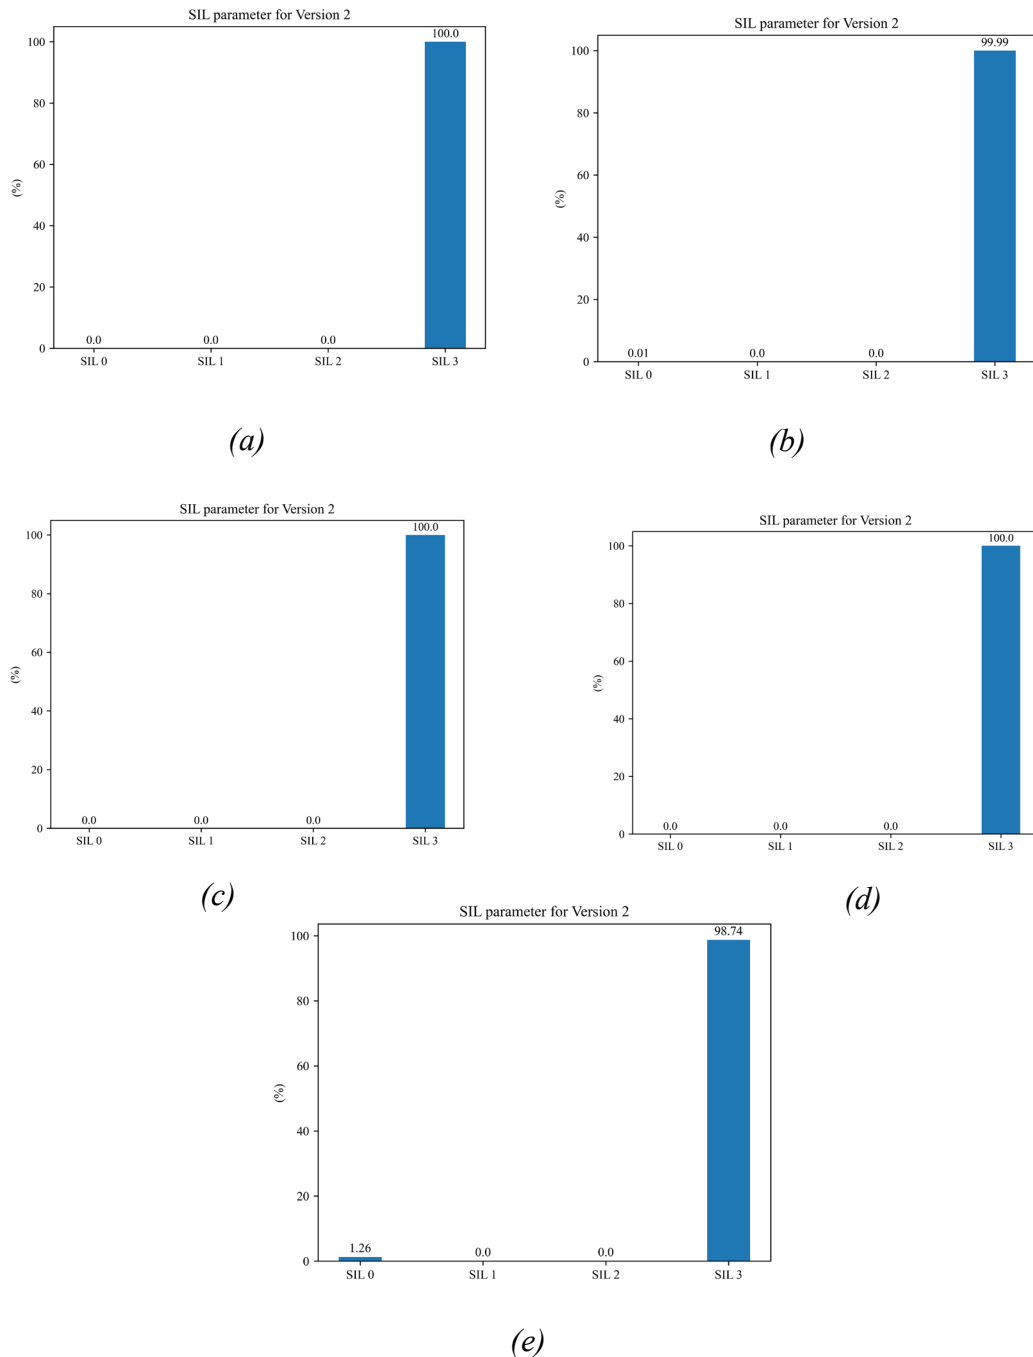 SIL parameter for Version 2
100.0
100
80
60
(%)
40
20
0.0 0.0 0.0
0
SIL 0 SIL 1 SIL 2 SIL 3
(a)
SIL parameter for Version 2
99.99
100
80
60
(%)
40
20
0.01 0.0 0.0
0
SIL 0 SIL 1 SIL 2 SIL 3
(b)
SIL parameter for Version 2
100.0
100
80
60
(%)
40
20
0.0 0.0 0.0
0
SIL 0 SIL 1 SIL 2 SIL 3
(c)
SIL parameter for Version 2
100.0
100
80
60
(%)
40
20
0.0 0.0 0.0
0
SIL 0 SIL 1 SIL 2 SIL 3
(d)
SIL parameter for Version 2
98.74
100
80
60
(%)
40
20
1.26 0.0 0.0
0
SIL 0 SIL 1 SIL 2 SIL 3
(e)